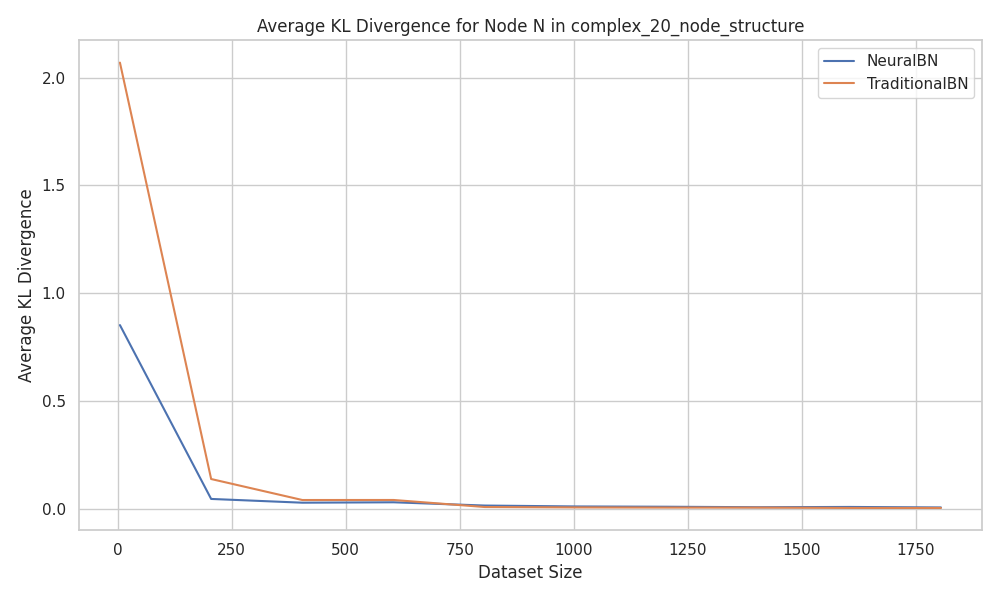 Average KL Divergence for Node N in complex_20_node_structure
NeuralBN
TraditionalBN
Average KL Divergence
2.0
1.5
1.0
0.5
0.0
0
250
500
750
1000
1250
1500
1750
Dataset Size